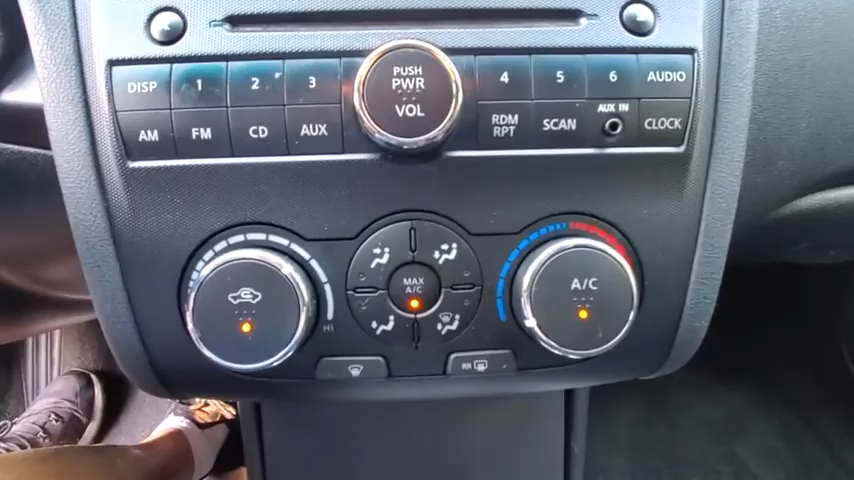 DISP 1 2 3 PUSH PWR VOL 4 5 6 AUDIO
AM FM CD AUX RDM RPT SCAN AUX IN CLOCK
MAX A/C
A/C
HI
RR